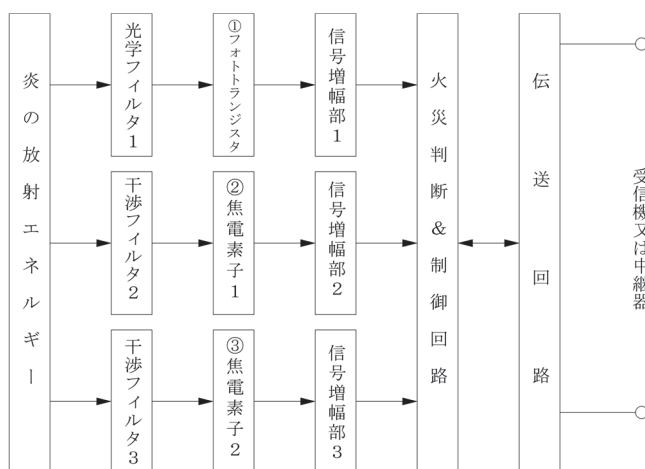 炎の放射エネルギー
光学フィルタ1
①フォトトランジスタ
信号増幅部1
干渉フィルタ2
②焦電素子1
信号増幅部2
干渉フィルタ3
③焦電素子2
信号増幅部3
火災判断&制御回路
伝送回路
受信機又は中継器